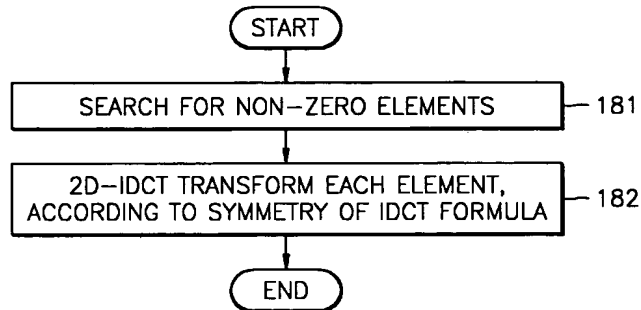 START
SEARCH FOR NON-ZERO ELEMENTS
181
2D-IDCT TRANSFORM EACH ELEMENT,
ACCORDING TO SYMMETRY OF IDCT FORMULA
182
END